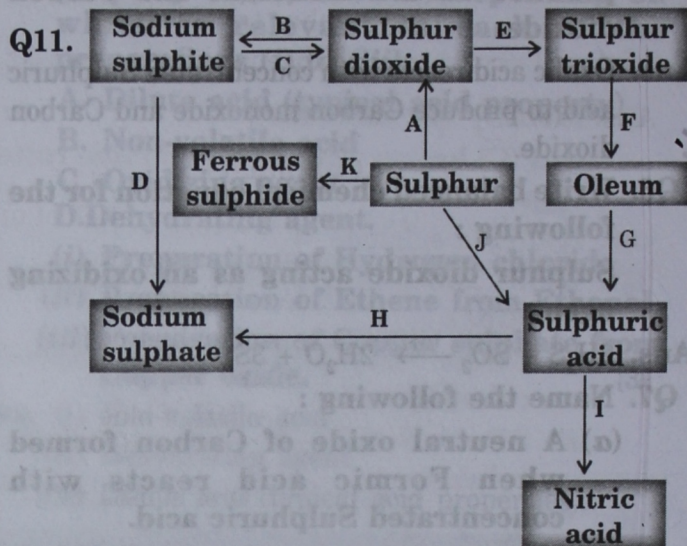 Q11.
Sodium sulphite
B
C
Sulphur dioxide
E
Sulphur trioxide
A
F
D
Ferrous sulphide
K
Sulphur
Oleum
J
G
Sodium sulphate
H
Sulphuric acid
I
Nitric acid